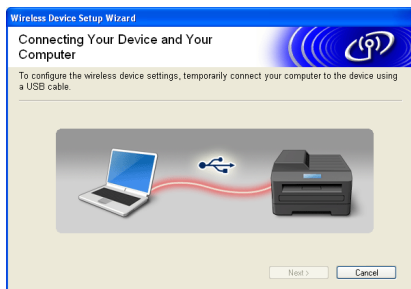 Wireless Device Setup Wizard
Connecting Your Device and Your
Computer
To configure the wireless device settings, temporarily connect your computer to the device using
a USB cable.
Next >
Cancel